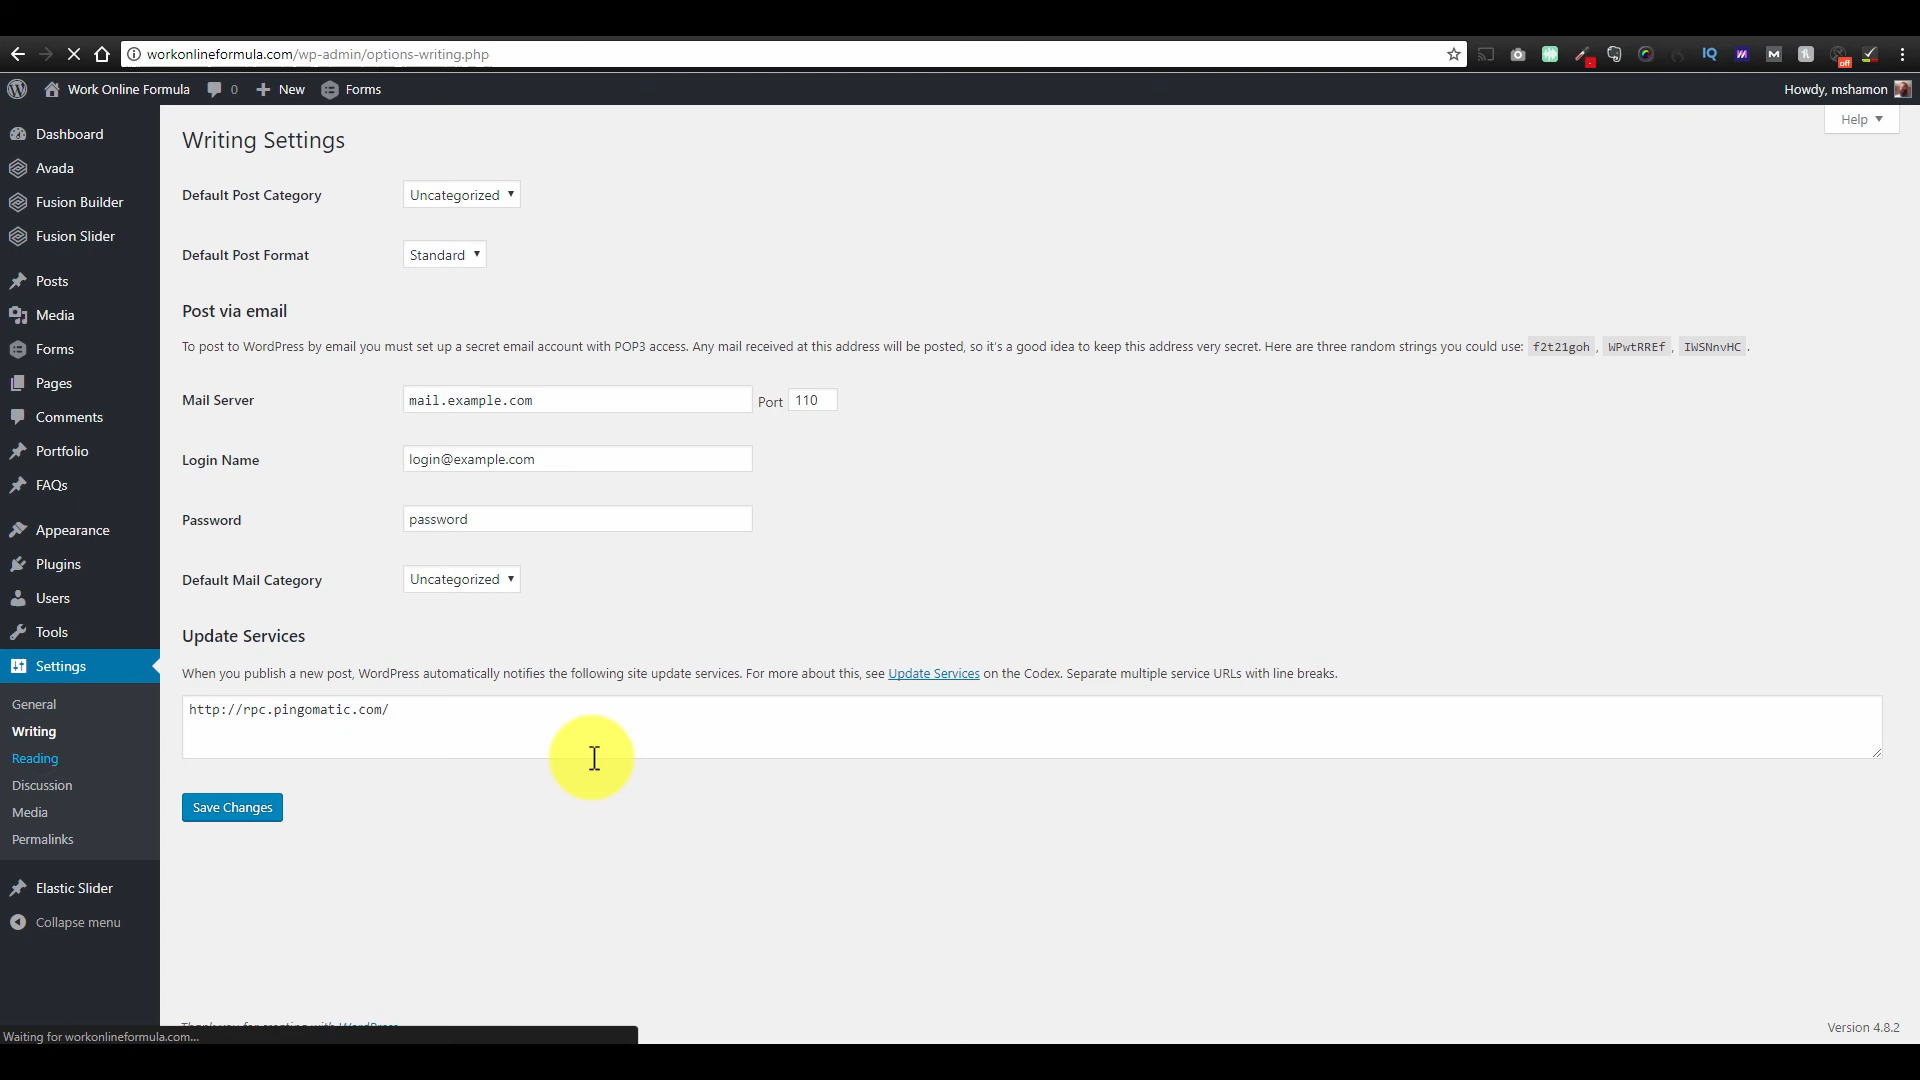 workonlineformula.com/wp-admin/options-writing.php
IQ
M
off
Work Online Formula 0 New Forms Howdy, mshamon
Help
Dashboard
Avada
Fusion Builder
Fusion Slider
Posts
Media
Forms
Pages
Comments
Portfolio
FAQs
Appearance
Plugins
Users
Tools
Settings
General
Writing
Reading
Discussion
Media
Permalinks
Elastic Slider
Collapse menu
Writing Settings
Default Post Category Uncategorized
Default Post Format Standard
Post via email
To post to WordPress by email you must set up a secret email account with POP3 access. Any mail received at this address will be posted, so it's a good idea to keep this address very secret. Here are three random strings you could use: f2t21goh , WPwtRREf , IWSNnvHC .
Mail Server mail.example.com Port 110
Login Name login@example.com
Password password
Default Mail Category Uncategorized
Update Services
When you publish a new post, WordPress automatically notifies the following site update services. For more about this, see Update Services on the Codex. Separate multiple service URLs with line breaks.
http://rpc.pingomatic.com/
Save Changes
Thank you for creating with WordPress. Version 4.8.2
Waiting for workonlineformula.com...